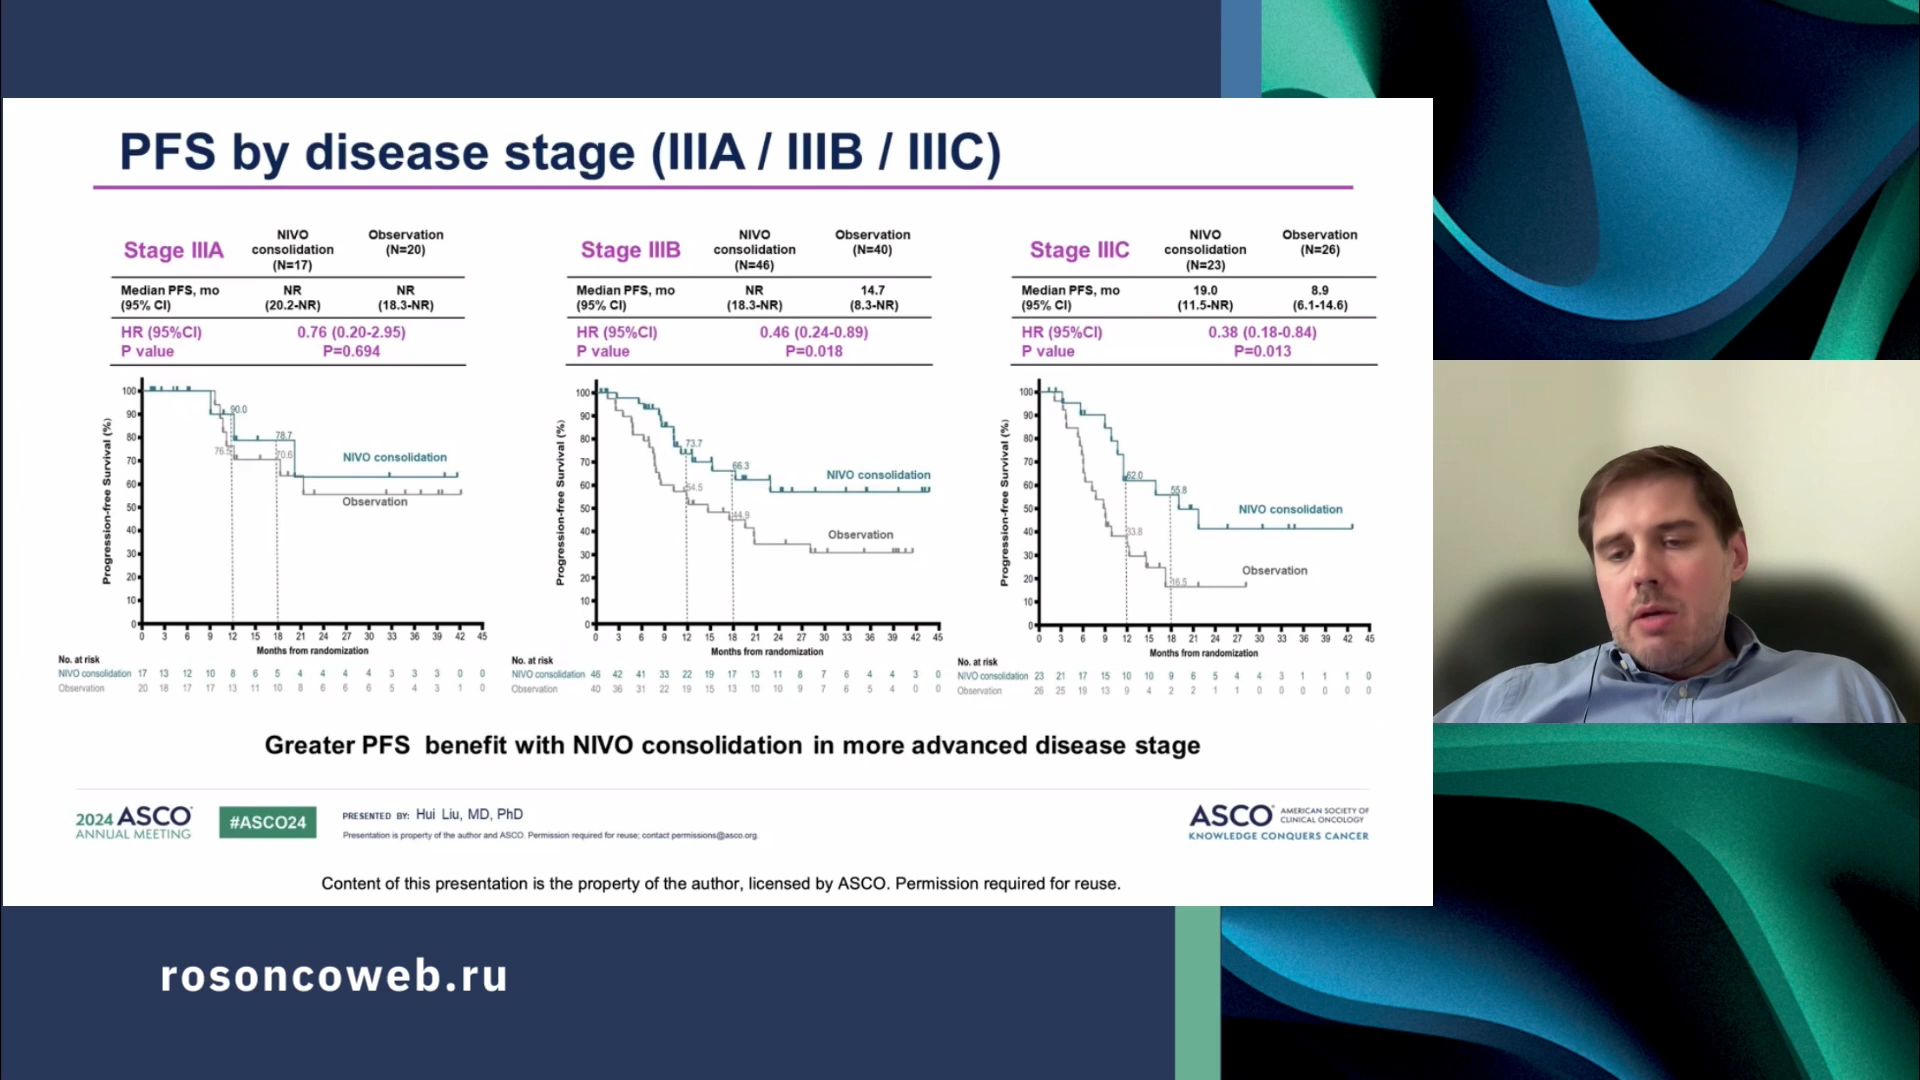 PFS by disease stage (IIIA / IIIB / IIIC)
Stage IIIA
NIVO consolidation (N=17)
Observation (N=20)
Median PFS, mo (95% CI)
NR (20.2-NR)
NR (18.3-NR)
HR (95%CI)
0.76 (0.20-2.95)
P value
P=0.694
Progression-free Survival (%)
100
90
80
70
60
50
40
30
20
10
0
90.0
78.7
70.6
NIVO consolidation
Observation
0 3 6 9 12 15 18 21 24 27 30 33 36 39 42 45
Months from randomization
No. at risk
NIVO consolidation 17 13 12 10 8 6 5 4 4 4 4 3 3 3 0 0
Observation 20 18 17 17 13 11 10 8 6 6 6 5 4 3 1 0
Stage IIIB
NIVO consolidation (N=46)
Observation (N=40)
Median PFS, mo (95% CI)
NR (18.3-NR)
14.7 (8.3-NR)
HR (95%CI)
0.46 (0.24-0.89)
P value
P=0.018
Progression-free Survival (%)
100
90
80
70
60
50
40
30
20
10
0
73.7
66.3
54.5
44.9
NIVO consolidation
Observation
0 3 6 9 12 15 18 21 24 27 30 33 36 39 42 45
Months from randomization
No. at risk
NIVO consolidation 46 42 41 33 22 19 17 13 11 8 7 6 4 4 3 0
Observation 40 36 31 22 19 15 13 10 10 9 7 6 5 4 0 0
Stage IIIC
NIVO consolidation (N=23)
Observation (N=26)
Median PFS, mo (95% CI)
19.0 (11.5-NR)
8.9 (6.1-14.6)
HR (95%CI)
0.38 (0.18-0.84)
P value
P=0.013
Progression-free Survival (%)
100
90
80
70
60
50
40
30
20
10
0
62.0
55.8
33.8
16.5
NIVO consolidation
Observation
0 3 6 9 12 15 18 21 24 27 30 33 36 39 42 45
Months from randomization
No. at risk
NIVO consolidation 23 21 17 15 10 10 9 6 5 4 4 3 1 1 1 0
Observation 26 25 19 13 9 4 2 2 1 1 0 0 0 0 0 0
Greater PFS benefit with NIVO consolidation in more advanced disease stage
2024 ASCO
ANNUAL MEETING
#ASCO24
PRESENTED BY: Hui Liu, MD, PhD
Presentation is property of the author and ASCO. Permission required for reuse; contact permissions@asco.org.
ASCO AMERICAN SOCIETY OF CLINICAL ONCOLOGY
KNOWLEDGE CONQUERS CANCER
Content of this presentation is the property of the author, licensed by ASCO. Permission required for reuse.
rosoncoweb.ru